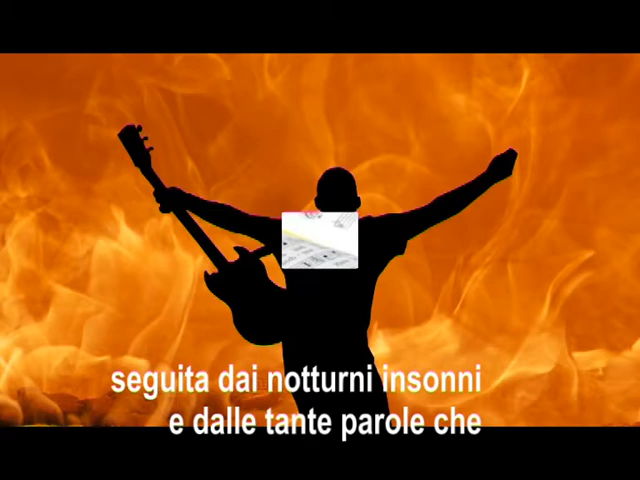 seguita dai notturni insonni
e dalle tante parole che